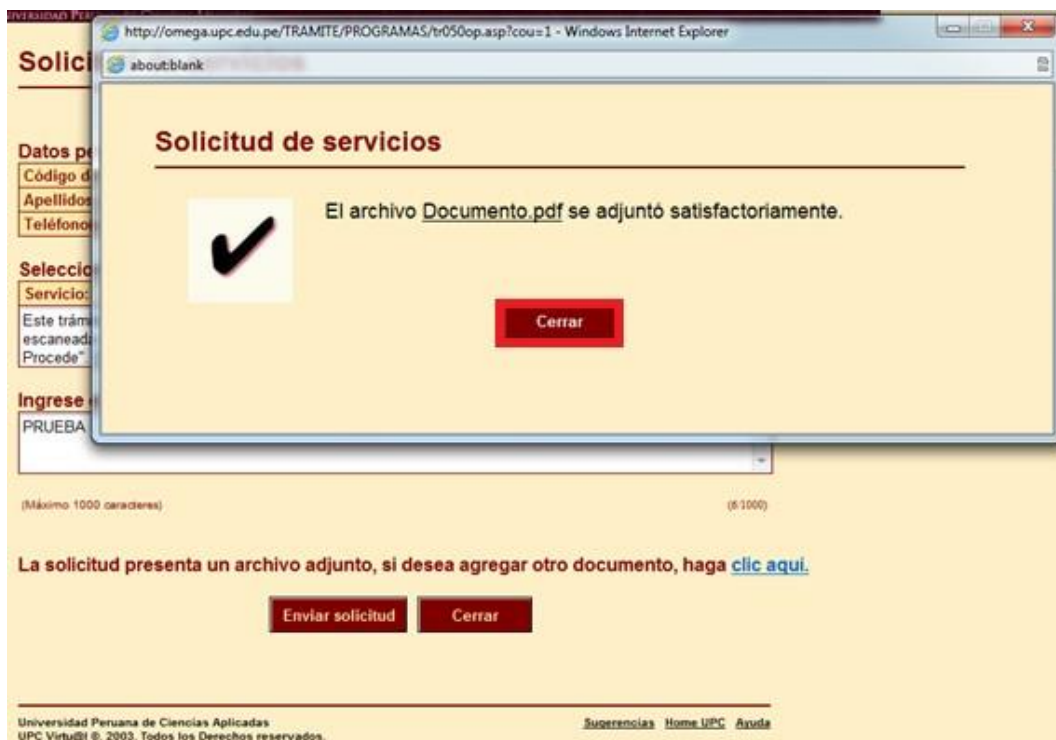 http://omega.upc.edu.pe/TRAMITE/PROGRAMAS/tr050op.asp?cou=1 - Windows Internet Explorer
about:blank
Solici
Solicitud de servicios
El archivo Documento.pdf se adjuntó satisfactoriamente.
Cerrar
Datos pe
Código d
Apellidos
Teléfono
Seleccio
Servicio:
Este trám
escaneada
Procede"
Ingrese
PRUEBA
(Máximo 1000 caracteres)
(6/1000)
La solicitud presenta un archivo adjunto, si desea agregar otro documento, haga clic aquí.
Enviar solicitud
Cerrar
Universidad Peruana de Ciencias Aplicadas
Sugerencias Home UPC Ayuda
UPC Virtu@l ©. 2003. Todos los Derechos reservados.